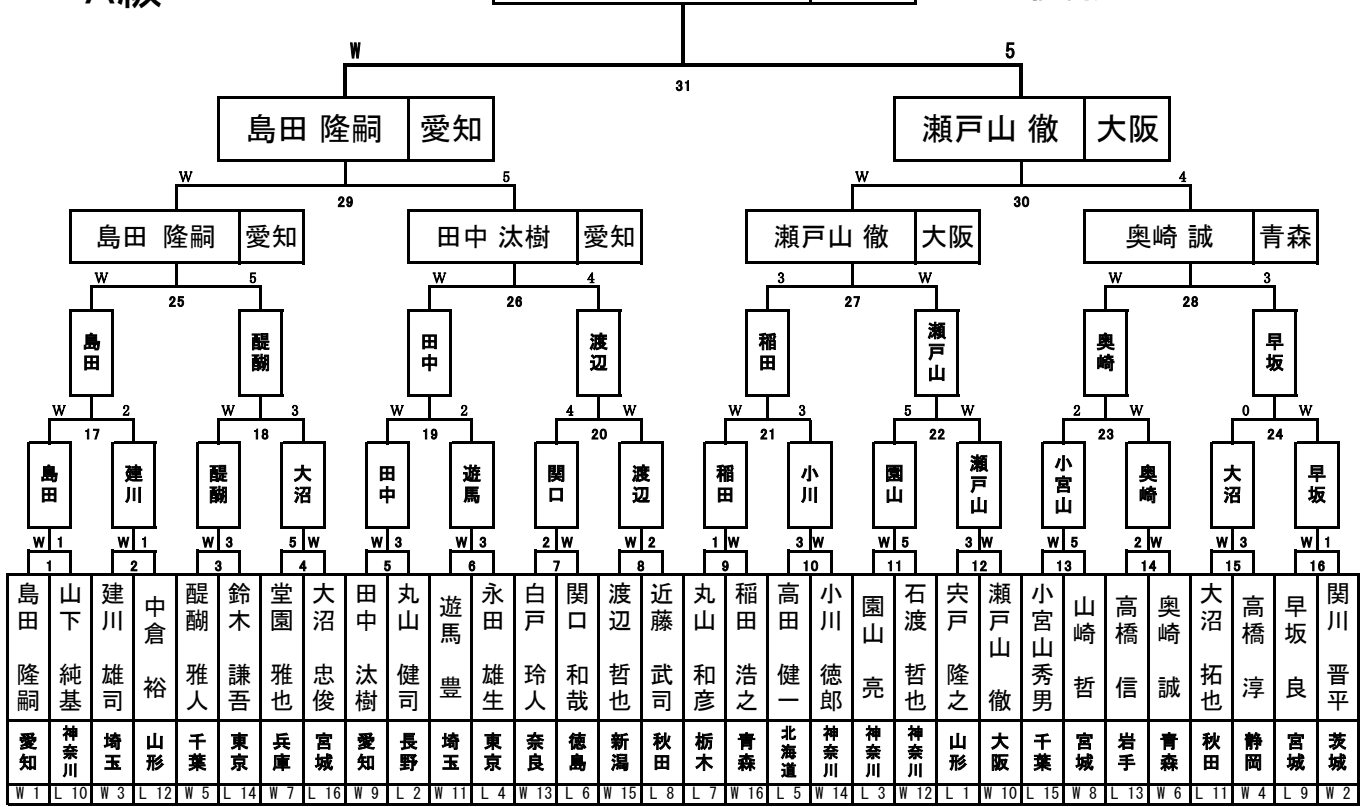 W 5
31
島田 隆嗣 愛知 瀬戸山 徹 大阪
W 5 W 4
29 30
島田 隆嗣 愛知 田中 汰樹 愛知 瀬戸山 徹 大阪 奥崎 誠 青森
W 5 W 4 3 W W 3
25 26 27 28
島田 醍醐 田中 渡辺 稲田 瀬戸山 奥崎 早坂
W 2 W 3 W 2 4 W W 3 5 W 2 W 0 W
17 18 19 20 21 22 23 24
島田 建川 醍醐 大沼 田中 遊馬 関口 渡辺 稲田 小川 園山 瀬戸山 小宮山 奥崎 大沼 早坂
W 1 W 1 W 3 5 W W 3 W 3 2 W W 2 1 W 3 W W 5 3 W W 5 2 W W 3 W 1
1 2 3 4 5 6 7 8 9 10 11 12 13 14 15 16
島田 隆嗣 山下 純基 建川 雄司 中倉 裕 醍醐 雅人 鈴木 謙吾 堂園 雅也 大沼 忠俊 田中 汰樹 丸山 健司 遊馬 豊 永田 雄生 白戸 玲人 関口 和哉 渡辺 哲也 近藤 武司 丸山 和彦 稲田 浩之 高田 健一 小川 徳郎 園山 亮 石渡 哲也 宍戸 隆之 瀬戸山 徹 小宮山秀男 山崎 哲 高橋 信 奥崎 誠 大沼 拓也 高橋 淳 早坂 良 関川 晋平
愛知 神奈川 埼玉 山形 千葉 東京 兵庫 宮城 愛知 長野 埼玉 東京 奈良 徳島 新潟 秋田 栃木 青森 北海道 神奈川 神奈川 神奈川 山形 大阪 千葉 宮城 岩手 青森 秋田 静岡 宮城 茨城
W 1 L 10 W 3 L 12 W 5 L 14 W 7 L 16 W 9 L 2 W 11 L 4 W 13 L 6 W 15 L 8 L 7 W 16 L 5 W 14 L 3 W 12 L 1 W 10 L 15 W 8 L 13 W 6 L 11 W 4 L 9 W 2